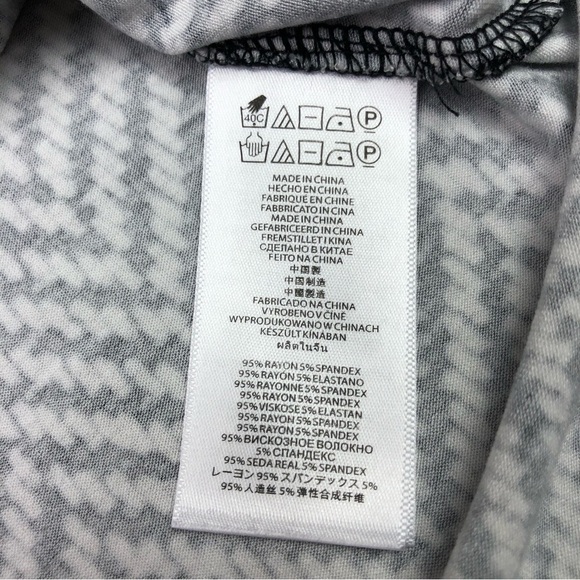 40C P
P
MADE IN CHINA
HECHO EN CHINA
FABRIQUÉ EN CHINE
FABBRICATO IN CINA
MADE IN CHINA
GEFABRICEERD IN CHINA
FREMSTILLET I KINA
СДЕЛАНО В КИТАЕ
FEITO NA CHINA
中国製
中国制造
中國製造
FABRICADO NA CHINA
VYROBENO V ČÍNĚ
WYPRODUKOWANO W CHINACH
KÉSZÜLT KÍNÁBAN
ผลิตในจีน
95% RAYON 5% SPANDEX
95% RAYÓN 5% ELASTANO
95% RAYONNE 5% SPANDEX
95% RAYON 5% SPANDEX
95% VISKOSE 5% ELASTAN
95% RAYON 5% SPANDEX
95% RAYON 5% SPANDEX
95% ВИСКОЗНОЕ ВОЛОКНО
5% СПАНДЕКС
95% SEDA REAL 5% SPANDEX
レーヨン 95% スパンデックス 5%
95% 人造丝 5% 弹性合成纤维